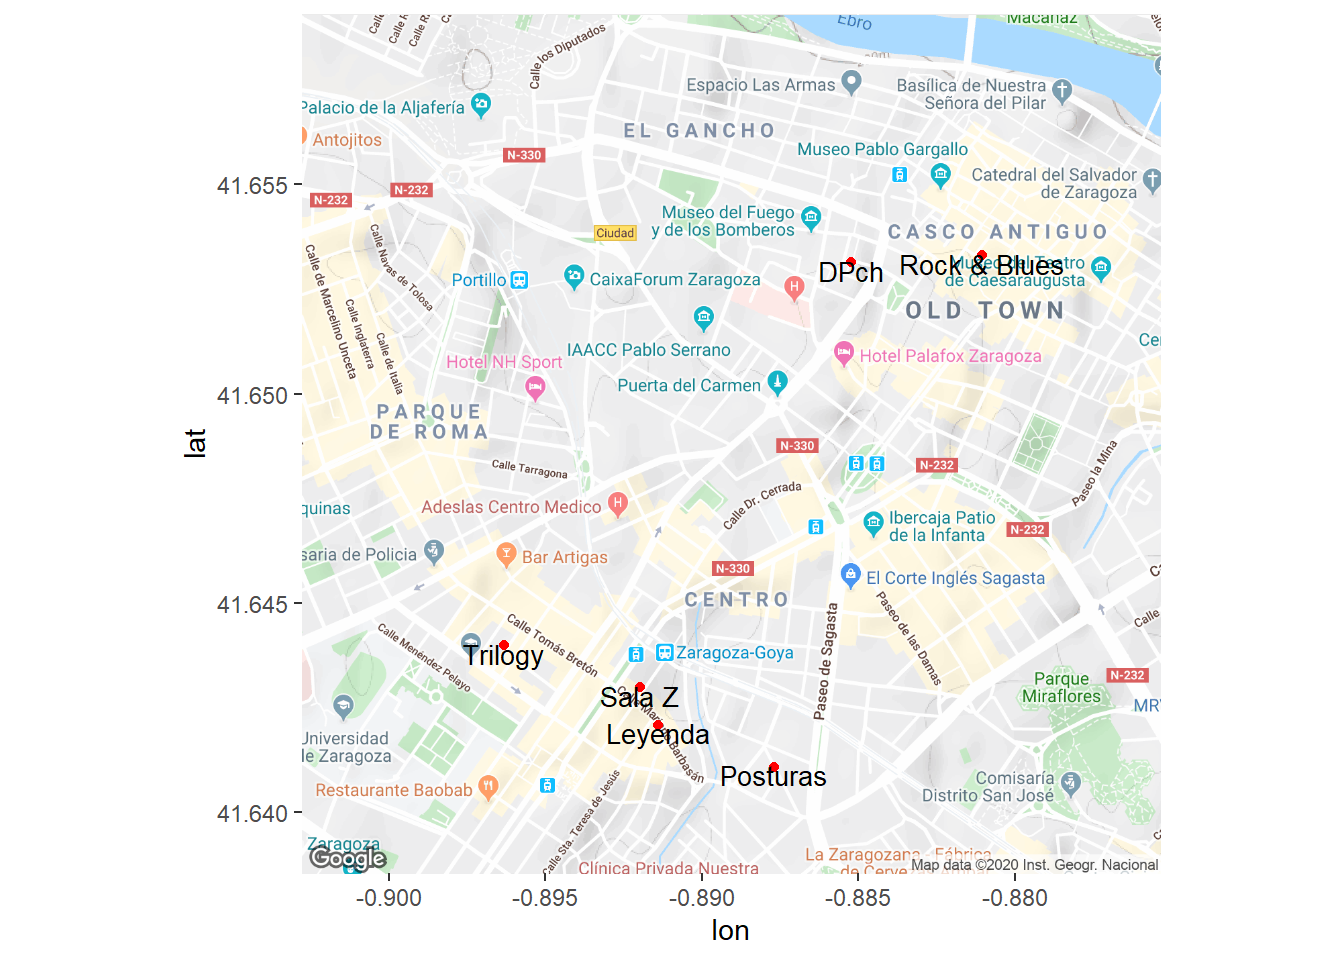 Ebro
Macanaz
Calle los Diputados
Espacio Las Armas
Basílica de Nuestra
Señora del Pilar
Palacio de la Aljafería
EL GANCHO
Antojitos
N-330
Museo Pablo Gargallo
41.655
N-232
N-232
Catedral del Salvador
de Zaragoza
Museo del Fuego
y de los Bomberos
Ciudad
CASCO ANTIGUO
Calle Navas de Tolosa
Calle de Marcelino Unceta
Portillo
CaixaForum Zaragoza
H
DPch
Rock & Blues
Museo del Teatro
de Caesaraugusta
OLD TOWN
Calle Inglaterra
Calle de Italia
IAACC Pablo Serrano
Hotel NH Sport
Hotel Palafox Zaragoza
Puerta del Carmen
41.650
PARQUE
DE ROMA
lat
N-330
Calle Tarragona
N-232
Paseo la Mina
Calle Dr. Cerrada
Adeslas Centro Medico
H
quinas
Ibercaja Patio
de la Infanta
N-232
saria de Policia
Bar Artigas
N-330
El Corte Inglés Sagasta
41.645
CENTRO
Paseo de las Damas
Paseo de Sagasta
Calle Tomás Bretón
Calle Menéndez Pelayo
Trilogy
Zaragoza-Goya
N-232
Parque
Miraflores
Sala Z
Leyenda
Posturas
Universidad
de Zaragoza
Restaurante Baobab
Calle Sta. Teresa de Jesús
Comisaría
Distrito San José
41.640
Zaragoza
Google
Clínica Privada Nuestra
La Zaragozana - Fábrica
Map data ©2020 Inst. Geogr. Nacional
-0.900
-0.895
-0.890
-0.885
-0.880
lon